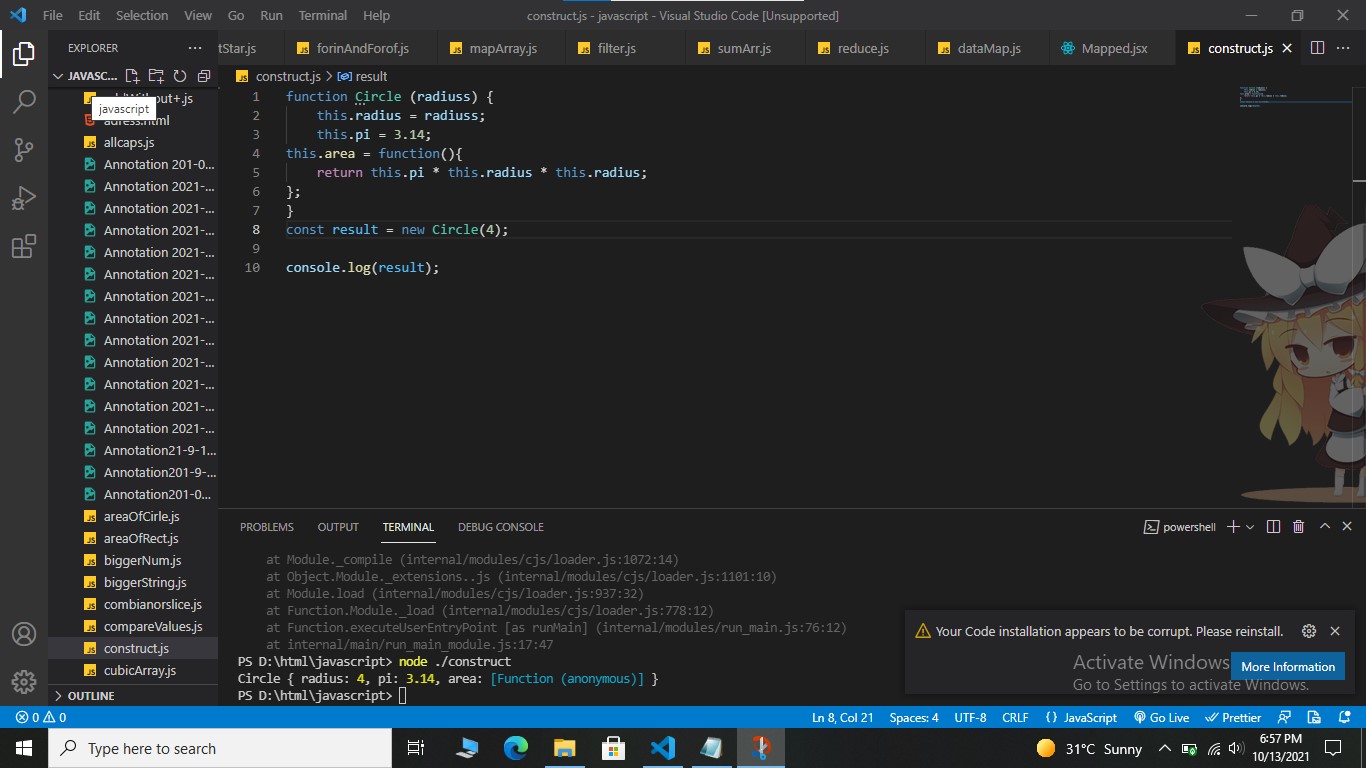 File Edit Selection View Go Run Terminal Help
construct.js - javascript - Visual Studio Code [Unsupported]
EXPLORER
tStar.js
forinAndForof.js
mapArray.js
filter.js
sumArr.js
reduce.js
dataMap.js
Mapped.jsx
construct.js
JAVASC...
javascript
adress.html
allcaps.js
Annotation 201-0...
Annotation 2021-...
Annotation 2021-...
Annotation 2021-...
Annotation 2021-...
Annotation 2021-...
Annotation 2021-...
Annotation 2021-...
Annotation 2021-...
Annotation 2021-...
Annotation 2021-...
Annotation 2021-...
Annotation 2021-...
Annotation21-9-1...
Annotation201-9-...
Annotation201-0...
areaOfCirle.js
areaOfRect.js
biggerNum.js
biggerString.js
combianorslice.js
compareValues.js
construct.js
cubicArray.js
OUTLINE
construct.js > result
1 function Circle (radiuss) {
2 this.radius = radiuss;
3 this.pi = 3.14;
4 this.area = function(){
5 return this.pi * this.radius * this.radius;
6 };
7 }
8 const result = new Circle(4);
9
10 console.log(result);
PROBLEMS OUTPUT TERMINAL DEBUG CONSOLE
powershell
at Module._compile (internal/modules/cjs/loader.js:1072:14)
at Object.Module._extensions..js (internal/modules/cjs/loader.js:1101:10)
at Module.load (internal/modules/cjs/loader.js:937:32)
at Function.Module._load (internal/modules/cjs/loader.js:778:12)
at Function.executeUserEntryPoint [as runMain] (internal/modules/run_main.js:76:12)
at internal/main/run_main_module.js:17:47
PS D:\html\javascript> node ./construct
Circle { radius: 4, pi: 3.14, area: [Function (anonymous)] }
PS D:\html\javascript>
Your Code installation appears to be corrupt. Please reinstall.
More Information
Activate Windows
Go to Settings to activate Windows.
0 0
Ln 8, Col 21 Spaces: 4 UTF-8 CRLF {} JavaScript Go Live Prettier
Type here to search
31°C Sunny
6:57 PM
10/13/2021